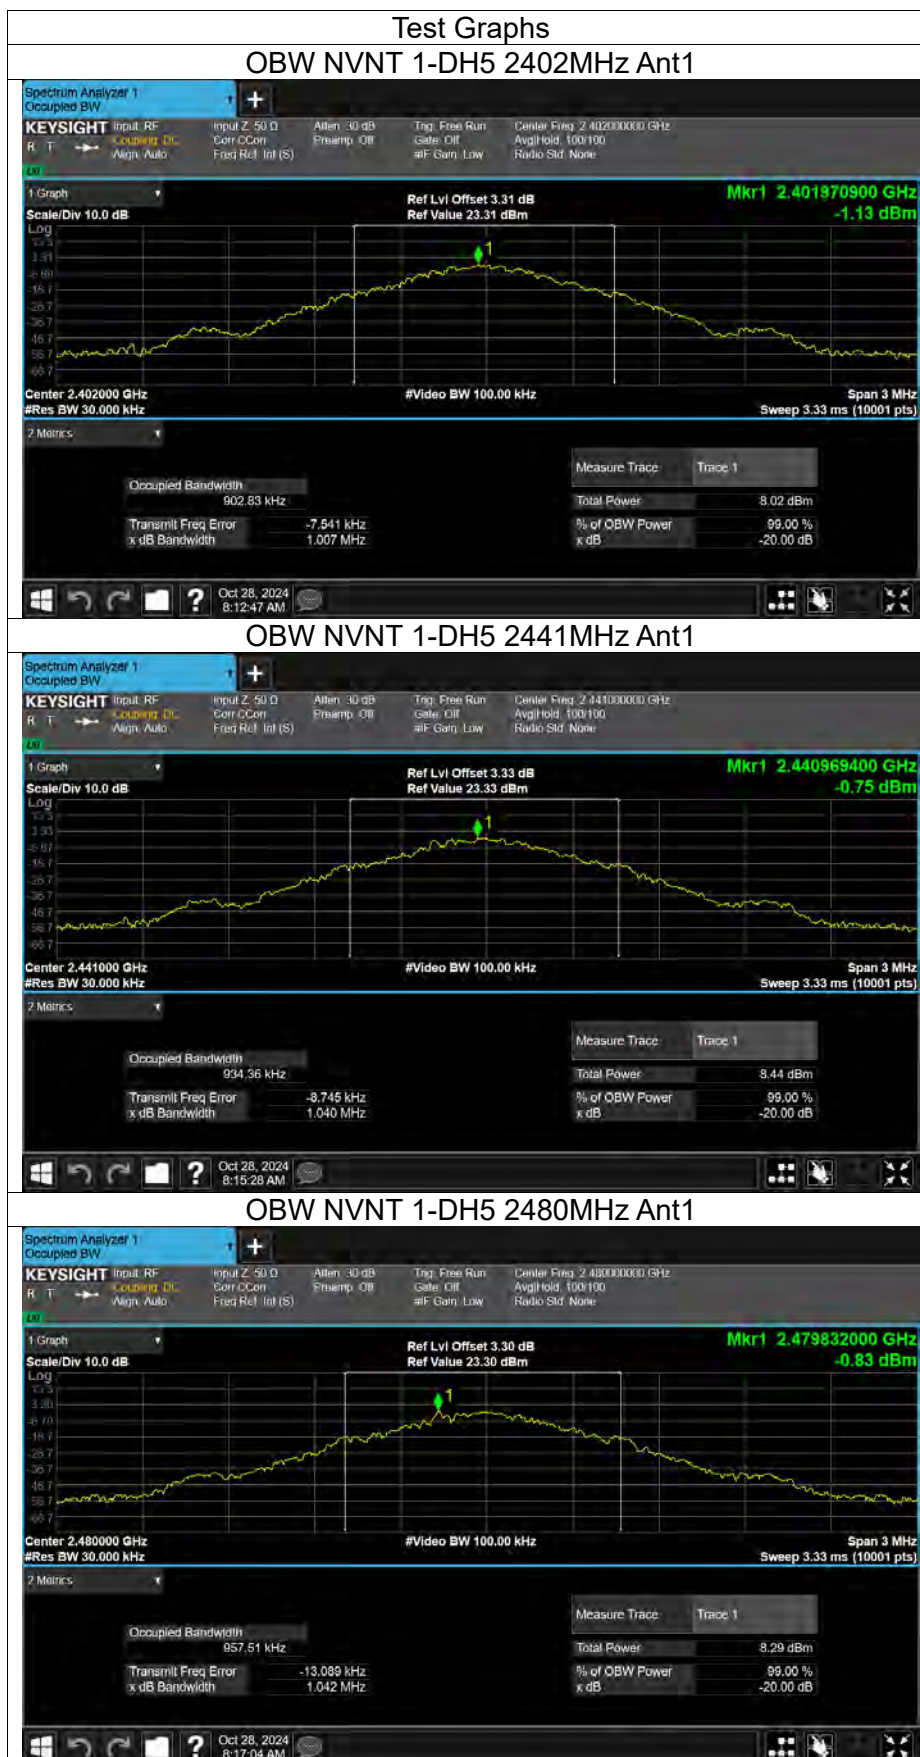 Test Graphs
OBW NVNT 1-DH5 2402MHz Ant1
Spectrum Analyzer 1
Occupied BW
+
KEYSIGHT Input: RF Input Z: 50 Ω Atten: 30 dB Trig: Free Run Center Freq: 2.402000000 GHz
R T Coupling: DC Corr CCorr Preamp: Off Gate: Off Avg|Hold: 100/100
Align: Auto Freq Ref: Int (S) #IF Gain: Low Radio Std: None
1 Graph Ref Lvl Offset 3.31 dB Mkr1 2.401970900 GHz
Scale/Div 10.0 dB Ref Value 23.31 dBm -1.13 dBm
Log
1
Center 2.402000 GHz #Video BW 100.00 kHz Span 3 MHz
#Res BW 30.000 kHz Sweep 3.33 ms (10001 pts)
2 Metrics
Measure Trace Trace 1
Occupied Bandwidth
902.83 kHz Total Power 8.02 dBm
Transmit Freq Error -7.541 kHz % of OBW Power 99.00 %
x dB Bandwidth 1.007 MHz x dB -20.00 dB
? Oct 28, 2024
8:12:47 AM
OBW NVNT 1-DH5 2441MHz Ant1
Spectrum Analyzer 1
Occupied BW
+
KEYSIGHT Input: RF Input Z: 50 Ω Atten: 30 dB Trig: Free Run Center Freq: 2.441000000 GHz
R T Coupling: DC Corr CCorr Preamp: Off Gate: Off Avg|Hold: 100/100
Align: Auto Freq Ref: Int (S) #IF Gain: Low Radio Std: None
1 Graph Ref Lvl Offset 3.33 dB Mkr1 2.440969400 GHz
Scale/Div 10.0 dB Ref Value 23.33 dBm -0.75 dBm
Log
1
Center 2.441000 GHz #Video BW 100.00 kHz Span 3 MHz
#Res BW 30.000 kHz Sweep 3.33 ms (10001 pts)
2 Metrics
Measure Trace Trace 1
Occupied Bandwidth
934.36 kHz Total Power 8.44 dBm
Transmit Freq Error -8.745 kHz % of OBW Power 99.00 %
x dB Bandwidth 1.040 MHz x dB -20.00 dB
? Oct 28, 2024
8:15:28 AM
OBW NVNT 1-DH5 2480MHz Ant1
Spectrum Analyzer 1
Occupied BW
+
KEYSIGHT Input: RF Input Z: 50 Ω Atten: 30 dB Trig: Free Run Center Freq: 2.480000000 GHz
R T Coupling: DC Corr CCorr Preamp: Off Gate: Off Avg|Hold: 100/100
Align: Auto Freq Ref: Int (S) #IF Gain: Low Radio Std: None
1 Graph Ref Lvl Offset 3.30 dB Mkr1 2.479832000 GHz
Scale/Div 10.0 dB Ref Value 23.30 dBm -0.83 dBm
Log
1
Center 2.480000 GHz #Video BW 100.00 kHz Span 3 MHz
#Res BW 30.000 kHz Sweep 3.33 ms (10001 pts)
2 Metrics
Measure Trace Trace 1
Occupied Bandwidth
957.51 kHz Total Power 8.29 dBm
Transmit Freq Error -13.089 kHz % of OBW Power 99.00 %
x dB Bandwidth 1.042 MHz x dB -20.00 dB
? Oct 28, 2024
8:17:04 AM